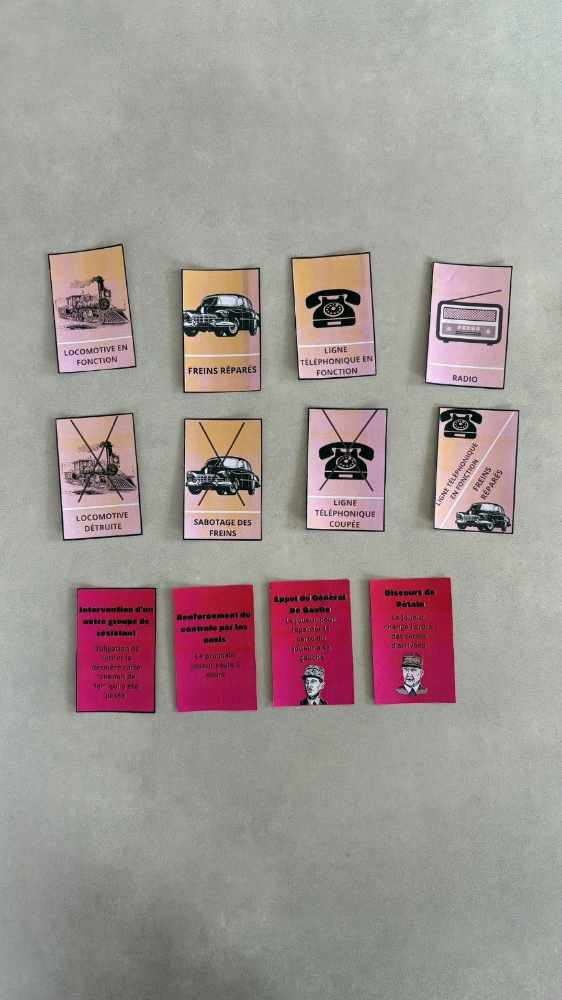 LOCOMOTIVE EN
FONCTION
FREINS RÉPARÉS
LIGNE
TÉLÉPHONIQUE EN
FONCTION
RADIO
LOCOMOTIVE
DÉTRUITE
SABOTAGE DES
FREINS
LIGNE
TÉLÉPHONIQUE
COUPÉE
LIGNE TÉLÉPHONIQUE
EN FONCTION
FREINS
RÉPARÉS
Intervention d'un
autre groupe de
résistant
Obligation de
retirer la
dernière carte
"chemin de
fer" qui a été
posée
Renforcement du
controle par les
nazis
Le prochain
joueur saute 2
tours
Appel du Général
De Gaulle
Le joueur peut
regarder la
carte du
joueur à sa
gauche
Discours de
Pétain
Le joueur
change l'ordre
des cartes
d'arrivées